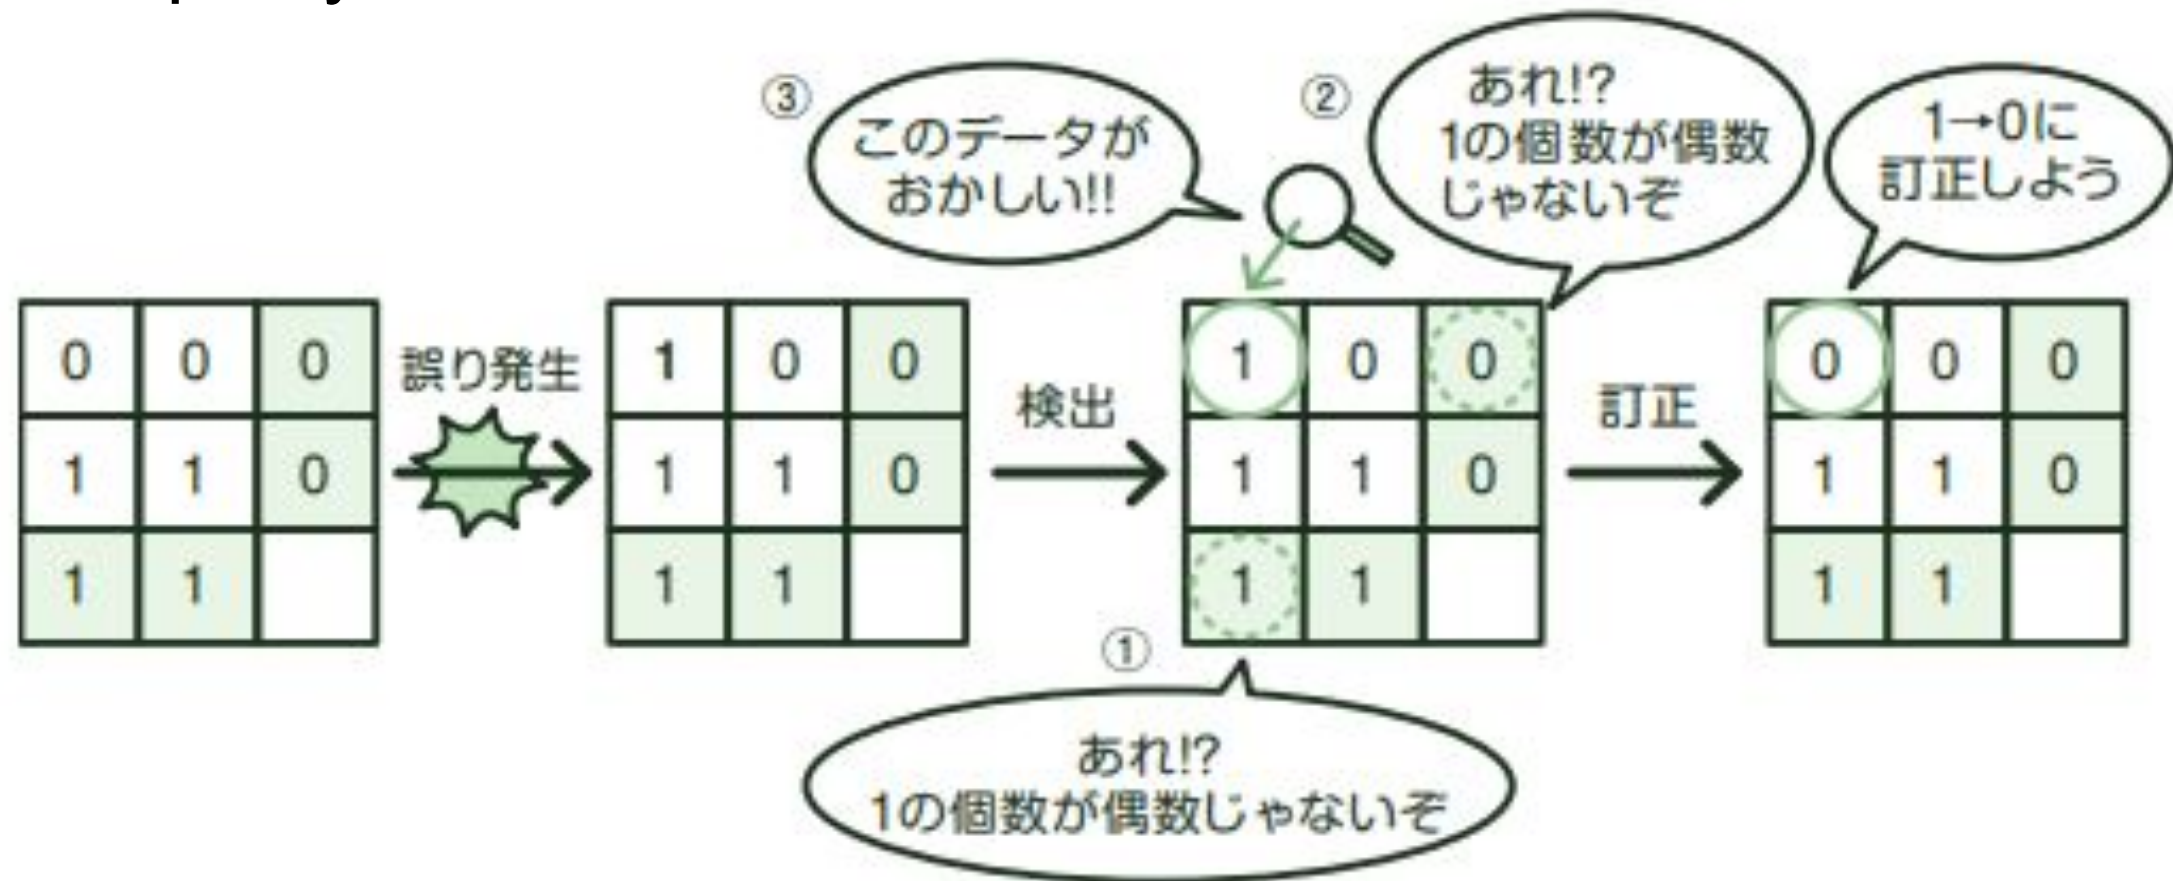 ③
このデータが
おかしい!!
②
あれ!?
1の個数が偶数
じゃないぞ
1→0に
訂正しよう
0 0 0
1 1 0
1 1
誤り発生
1 0 0
1 1 0
1 1
検出
1 0 0
1 1 0
1 1
訂正
0 0 0
1 1 0
1 1
①
あれ!?
1の個数が偶数じゃないぞ